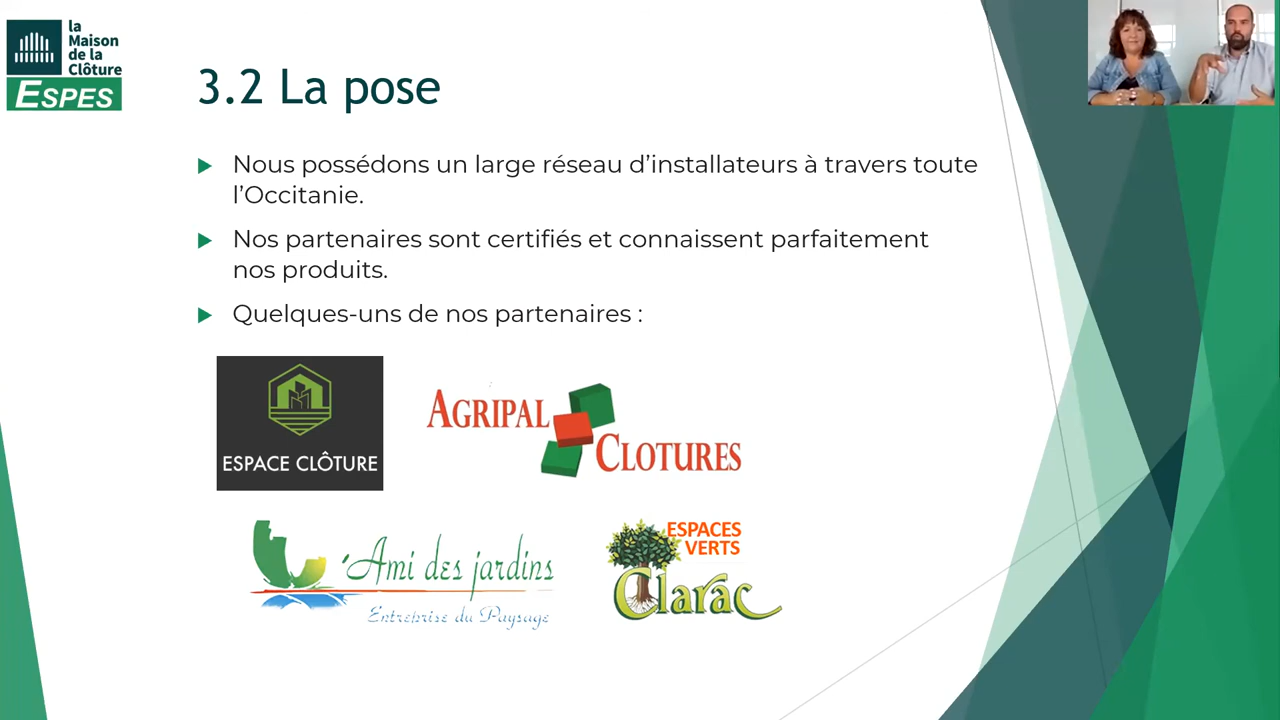 la
Maison
de la
Clôture
ESPES
3.2 La pose
Nous possédons un large réseau d’installateurs à travers toute
l’Occitanie.
Nos partenaires sont certifiés et connaissent parfaitement
nos produits.
Quelques-uns de nos partenaires :
ESPACE CLÔTURE
AGRIPAL
CLOTURES
L'Ami des jardins
Entreprise du Paysage
ESPACES
VERTS
Clarac